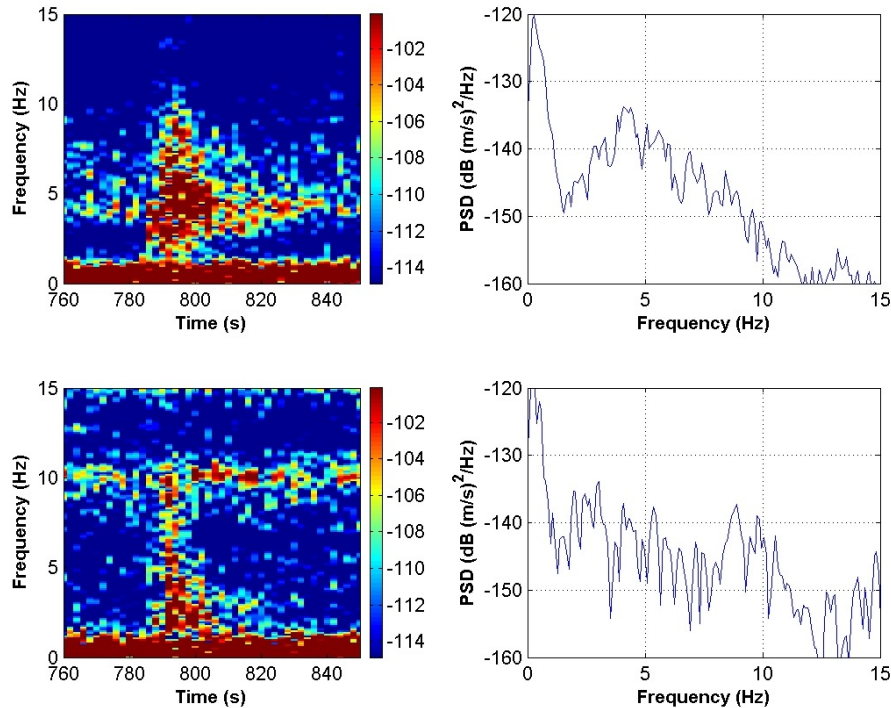 15
10
5
0
Frequency (Hz)
760 780 800 820 840
Time (s)
-102
-104
-106
-108
-110
-112
-114
-120
-130
-140
-150
-160
PSD (dB (m/s)²/Hz)
0 5 10 15
Frequency (Hz)
15
10
5
0
Frequency (Hz)
760 780 800 820 840
Time (s)
-102
-104
-106
-108
-110
-112
-114
-120
-130
-140
-150
-160
PSD (dB (m/s)²/Hz)
0 5 10 15
Frequency (Hz)